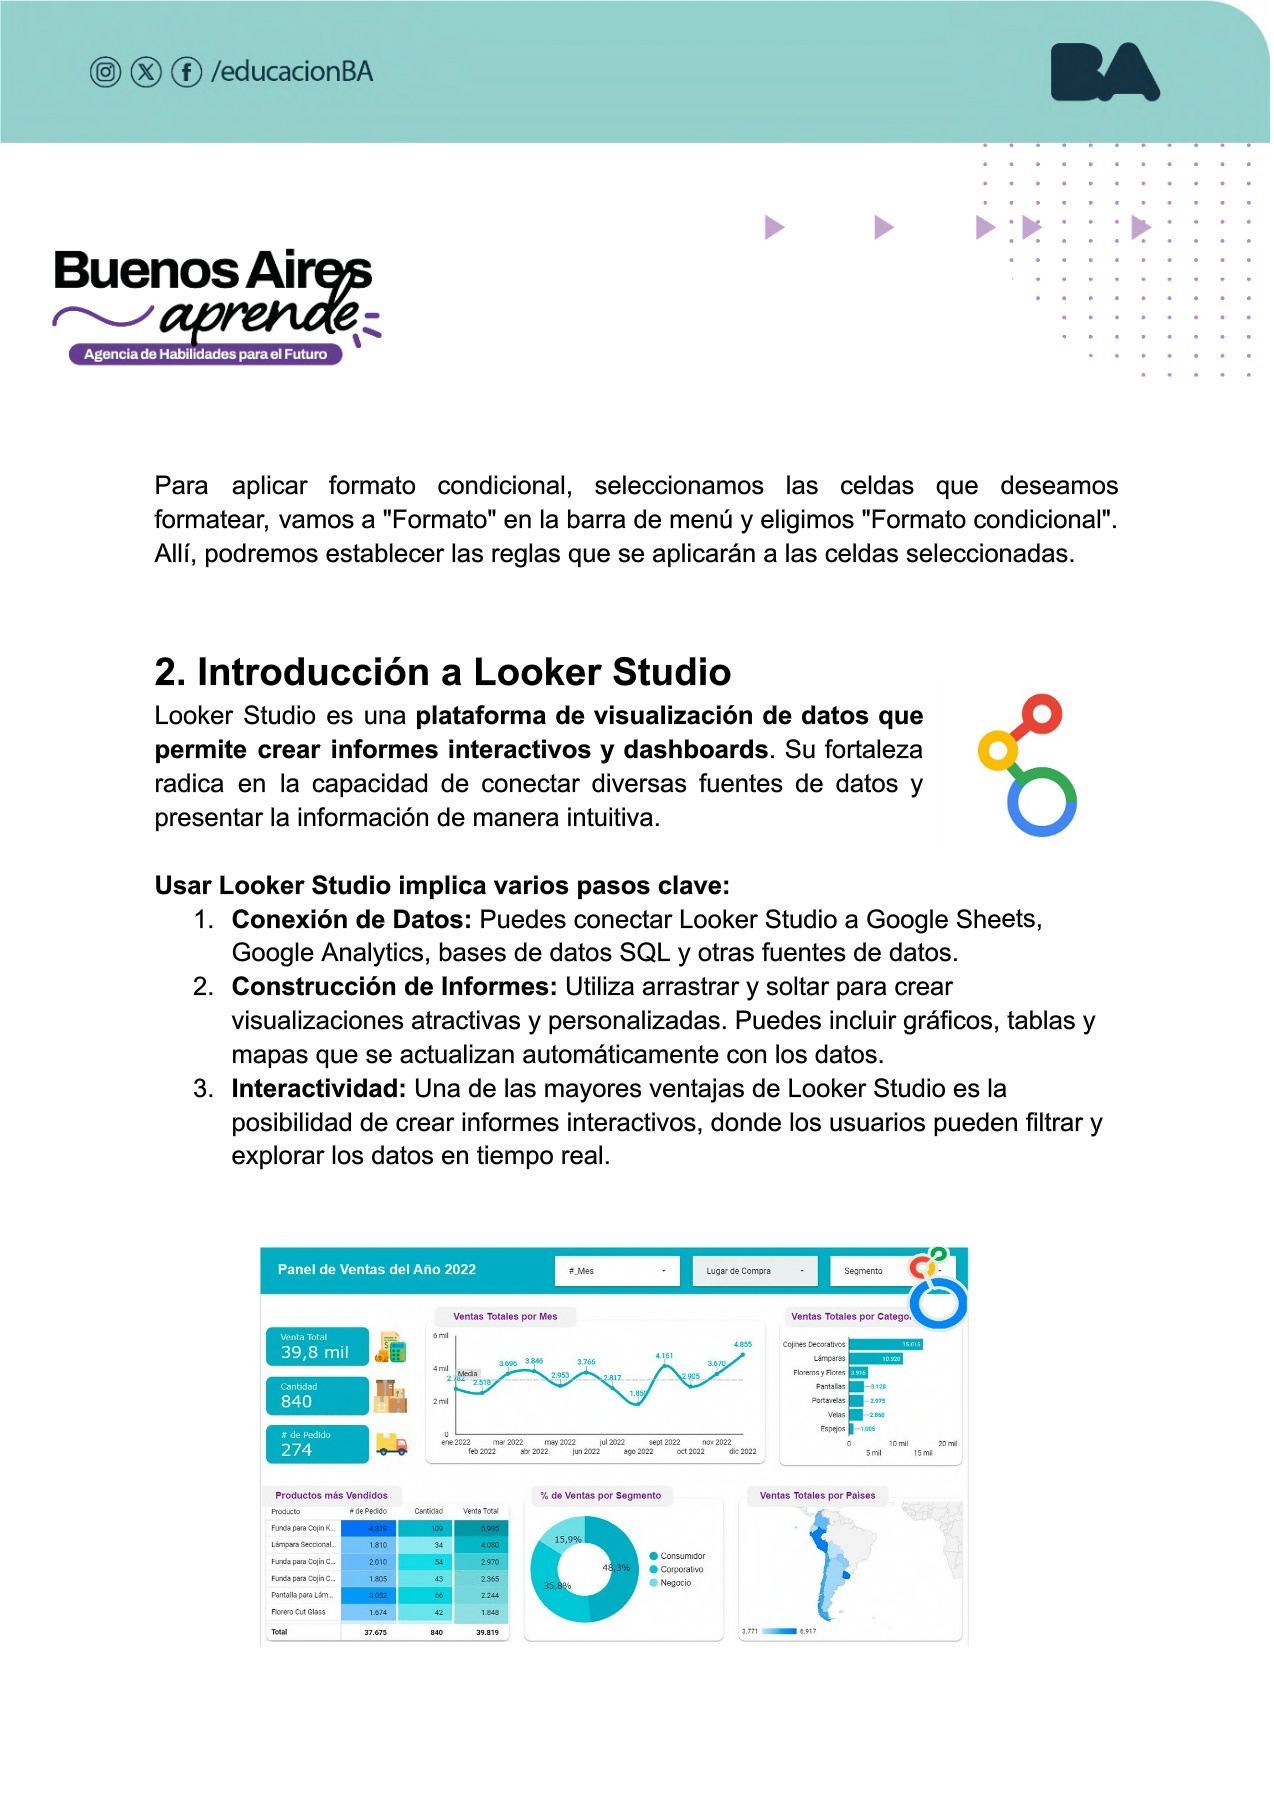 /educacionBA
BA
Buenos Aires
aprende
Agencia de Habilidades para el Futuro
Para aplicar formato condicional, seleccionamos las celdas que deseamos
formatear, vamos a "Formato" en la barra de menú y eligimos "Formato condicional".
Allí, podremos establecer las reglas que se aplicarán a las celdas seleccionadas.
2. Introducción a Looker Studio
Looker Studio es una plataforma de visualización de datos que
permite crear informes interactivos y dashboards. Su fortaleza
radica en la capacidad de conectar diversas fuentes de datos y
presentar la información de manera intuitiva.
Usar Looker Studio implica varios pasos clave:
1. Conexión de Datos: Puedes conectar Looker Studio a Google Sheets,
Google Analytics, bases de datos SQL y otras fuentes de datos.
2. Construcción de Informes: Utiliza arrastrar y soltar para crear
visualizaciones atractivas y personalizadas. Puedes incluir gráficos, tablas y
mapas que se actualizan automáticamente con los datos.
3. Interactividad: Una de las mayores ventajas de Looker Studio es la
posibilidad de crear informes interactivos, donde los usuarios pueden filtrar y
explorar los datos en tiempo real.
Panel de Ventas del Año 2022
#_Mes
Lugar de Compra
Segmento
Venta Total
39,8 mil
Cantidad
840
# de Pedido
274
Ventas Totales por Mes
6 mil
4 mil
2 mil
0
Media
2.518 3.695 3.846 2.953 3.766 2.817 4.161 2.905 3.670 4.855
ene 2022 mar 2022 may 2022 jul 2022 sept 2022 nov 2022
feb 2022 abr 2022 jun 2022 ago 2022 oct 2022 dic 2022
Ventas Totales por
Cojines Decorativos 15.015
Lámparas 10.920
Floreros y Flores 3.916
Pantallas 3.128
Portavelas 2.975
Velas 2.860
Espejos 1.005
0 10 mil 20 mil
5 mil 15 mil
Productos más Vendidos
Producto # de Pedido Cantidad Venta Total
Funda para Cojín K... 4.319 109 5.995
Lámpara Seccional... 1.810 34 4.080
Funda para Cojín C... 2.010 54 2.970
Funda para Cojín C... 1.805 43 2.365
Pantalla para Lám... 3.052 66 2.244
Florero Cut Glass 1.674 42 1.848
Total 37.675 840 39.819
% de Ventas por Segmento
15,9%
48,3%
35,8%
Consumidor
Corporativo
Negocio
Ventas Totales por Paises
3.771 6.917